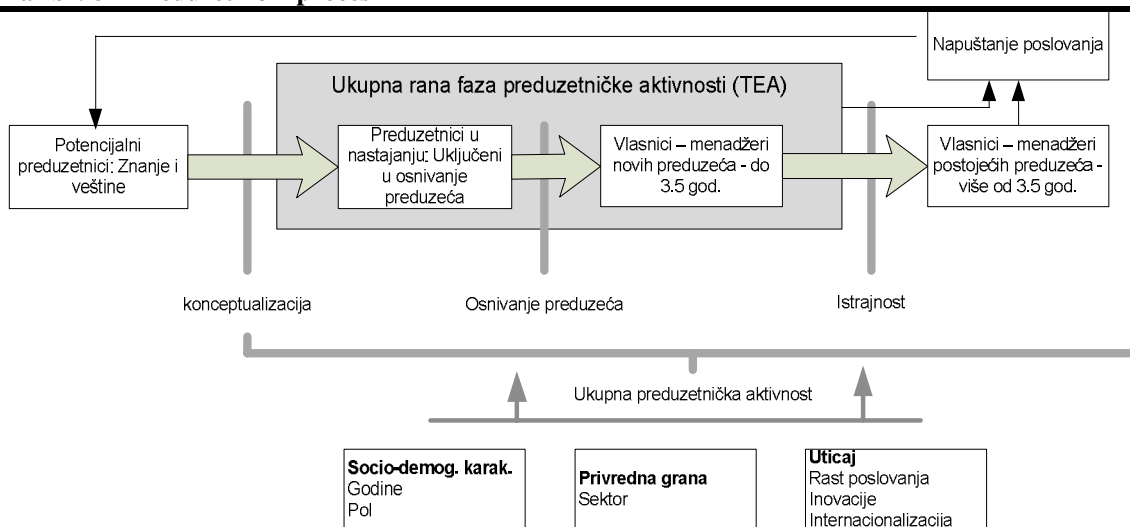 Napuštanje poslovanja
Ukupna rana faza preduzetničke aktivnosti (TEA)
Potencijalni
preduzetnici: Znanje i
veštine
Preduzetnici u
nastajanju: Uključeni
u osnivanje
preduzeća
Vlasnici – menadžeri
novih preduzeća - do
3.5 god.
Vlasnici – menadžeri
postojećih preduzeća -
više od 3.5 god.
konceptualizacija
Osnivanje preduzeća
Istrajnost
Ukupna preduzetnička aktivnost
Socio-demog. karak.
Godine
Pol
Privredna grana
Sektor
Uticaj
Rast poslovanja
Inovacije
Internacionalizacija